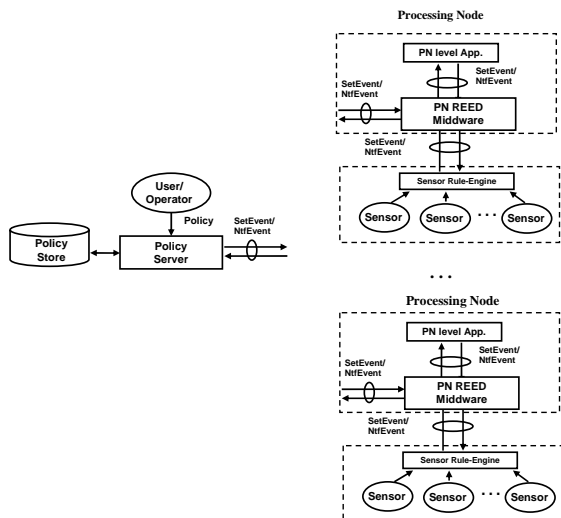 Processing Node
PN level App.
SetEvent/
NtfEvent
SetEvent/
NtfEvent
PN REED
Middware
SetEvent/
NtfEvent
Sensor Rule-Engine
Sensor
Sensor
. . .
Sensor
User/
Operator
Policy
SetEvent/
NtfEvent
Policy
Store
Policy
Server
. . .
Processing Node
PN level App.
SetEvent/
NtfEvent
SetEvent/
NtfEvent
PN REED
Middware
SetEvent/
NtfEvent
Sensor Rule-Engine
Sensor
Sensor
. . .
Sensor